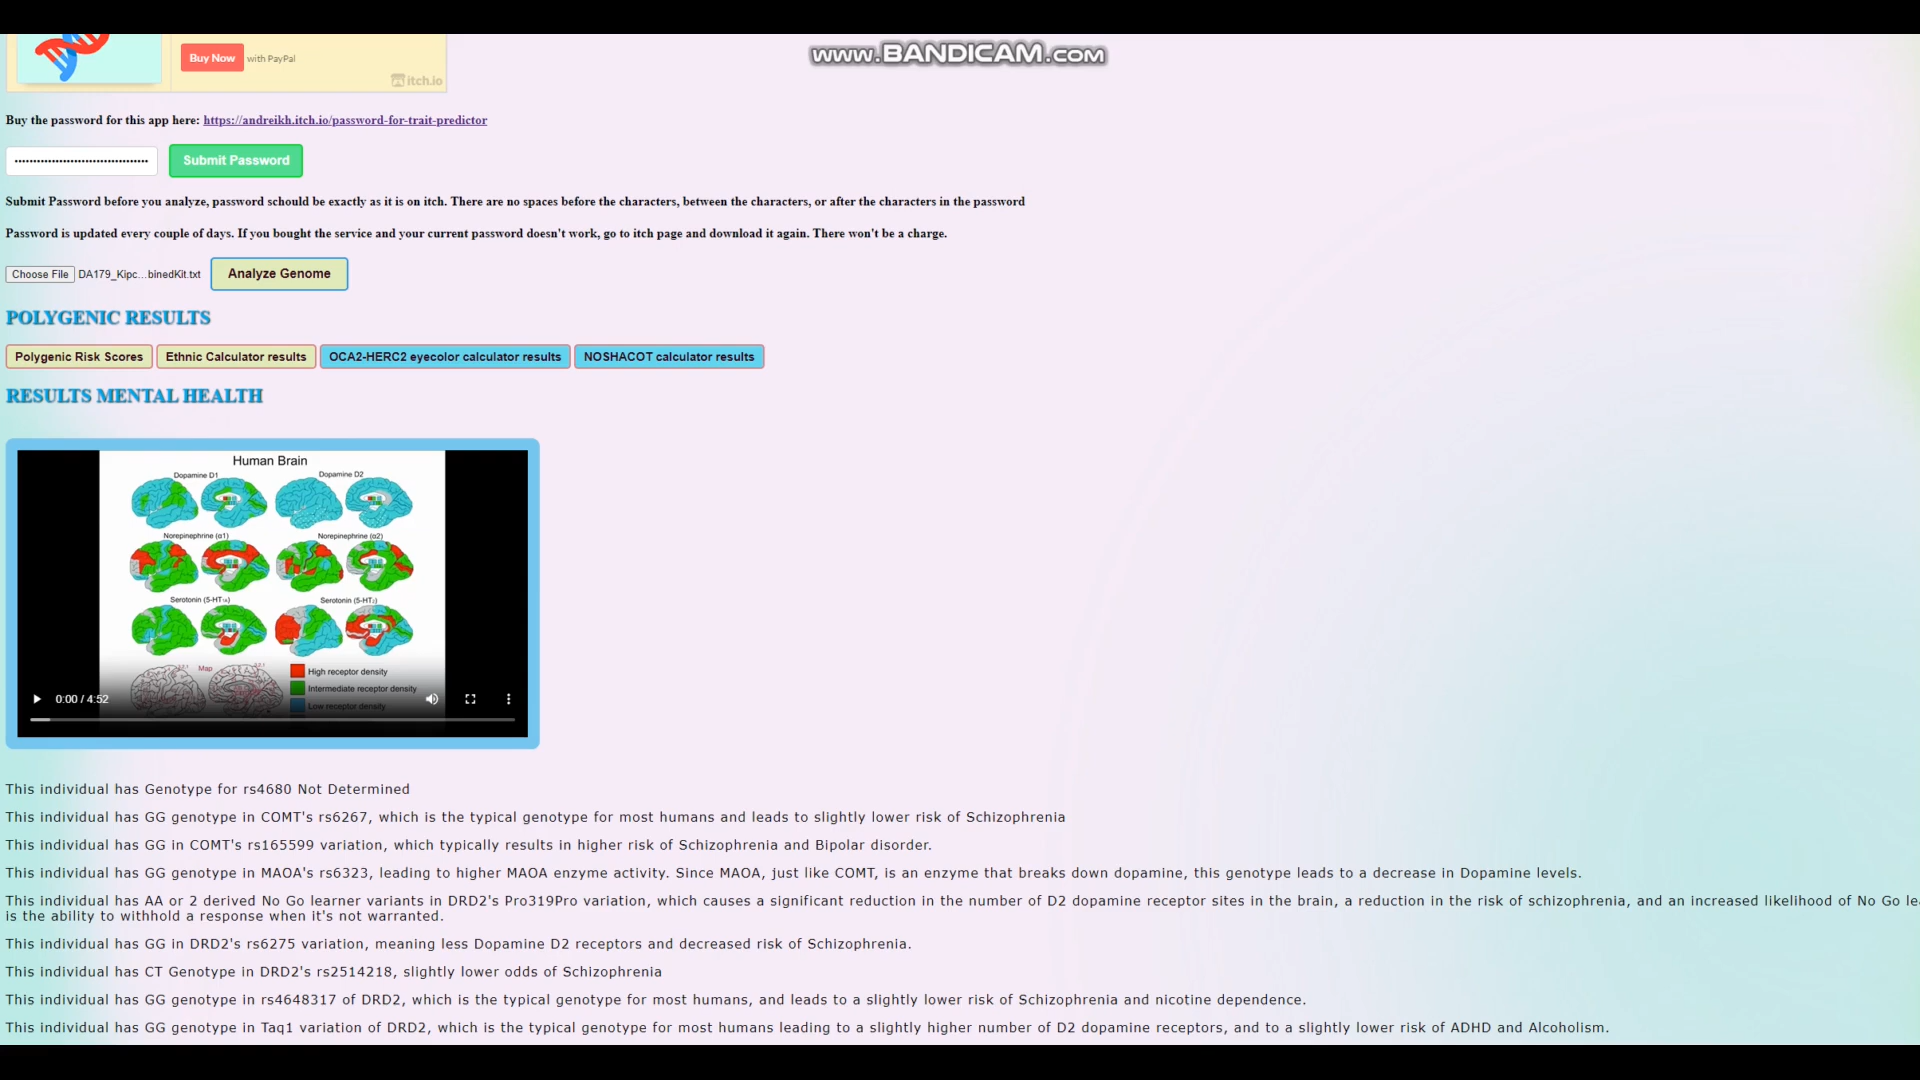 www.BANDICAM.com
Buy Now with PayPal
itch.io
Buy the password for this app here: https://andreikh.itch.io/password-for-trait-predictor
Submit Password
Submit Password before you analyze, password schould be exactly as it is on itch. There are no spaces before the characters, between the characters, or after the characters in the password
Password is updated every couple of days. If you bought the service and your current password doesn't work, go to itch page and download it again. There won't be a charge.
Choose File DA179_Kipc...binedKit.txt Analyze Genome
POLYGENIC RESULTS
Polygenic Risk Scores Ethnic Calculator results OCA2-HERC2 eyecolor calculator results NOSHACOT calculator results
RESULTS MENTAL HEALTH
Human Brain
Dopamine D1 Dopamine D2
Norepinephrine (α1) Norepinephrine (α2)
Serotonin (5-HT₁ₐ) Serotonin (5-HT₂)
Map
High receptor density
Intermediate receptor density
Low receptor density
0:00 / 4:52
This individual has Genotype for rs4680 Not Determined
This individual has GG genotype in COMT's rs6267, which is the typical genotype for most humans and leads to slightly lower risk of Schizophrenia
This individual has GG in COMT's rs165599 variation, which typically results in higher risk of Schizophrenia and Bipolar disorder.
This individual has GG genotype in MAOA's rs6323, leading to higher MAOA enzyme activity. Since MAOA, just like COMT, is an enzyme that breaks down dopamine, this genotype leads to a decrease in Dopamine levels.
This individual has AA or 2 derived No Go learner variants in DRD2's Pro319Pro variation, which causes a significant reduction in the number of D2 dopamine receptor sites in the brain, a reduction in the risk of schizophrenia, and an increased likelihood of No Go le
is the ability to withhold a response when it's not warranted.
This individual has GG in DRD2's rs6275 variation, meaning less Dopamine D2 receptors and decreased risk of Schizophrenia.
This individual has CT Genotype in DRD2's rs2514218, slightly lower odds of Schizophrenia
This individual has GG genotype in rs4648317 of DRD2, which is the typical genotype for most humans, and leads to a slightly lower risk of Schizophrenia and nicotine dependence.
This individual has GG genotype in Taq1 variation of DRD2, which is the typical genotype for most humans leading to a slightly higher number of D2 dopamine receptors, and to a slightly lower risk of ADHD and Alcoholism.